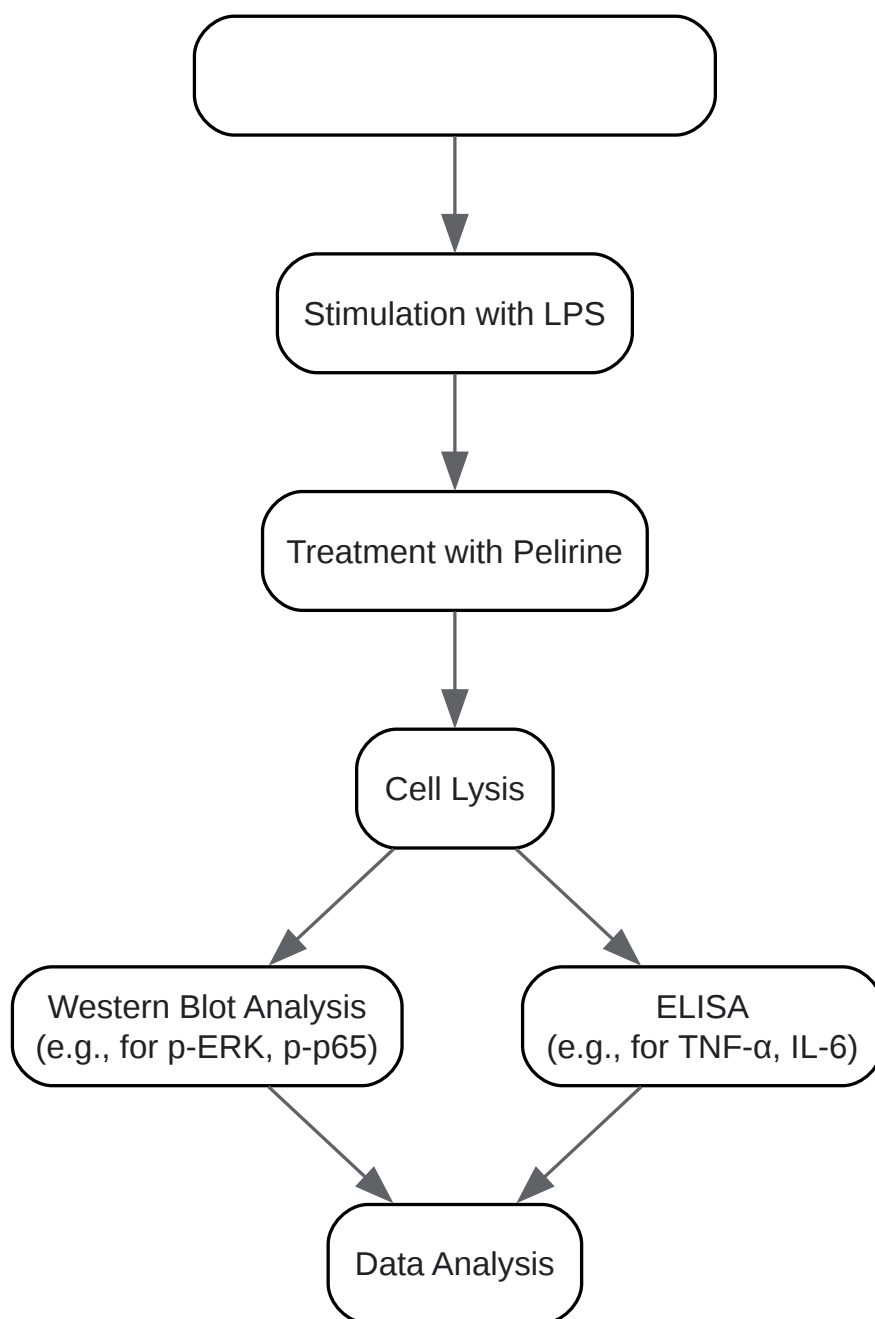 Stimulation with LPS
Treatment with Pelirine
Cell Lysis
Western Blot Analysis
(e.g., for p-ERK, p-p65)
ELISA
(e.g., for TNF-α, IL-6)
Data Analysis